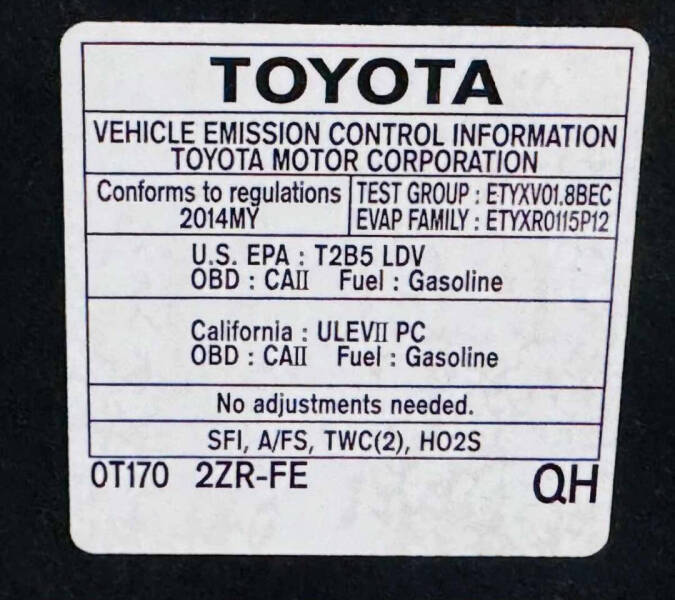 TOYOTA
VEHICLE EMISSION CONTROL INFORMATION
TOYOTA MOTOR CORPORATION
Conforms to regulations
2014MY
TEST GROUP : ETYXV01.8BEC
EVAP FAMILY : ETYXR0115P12
U.S. EPA : T2B5 LDV
OBD : CAII Fuel : Gasoline
California : ULEVII PC
OBD : CAII Fuel : Gasoline
No adjustments needed.
SFI, A/FS, TWC(2), HO2S
0T170 2ZR-FE QH